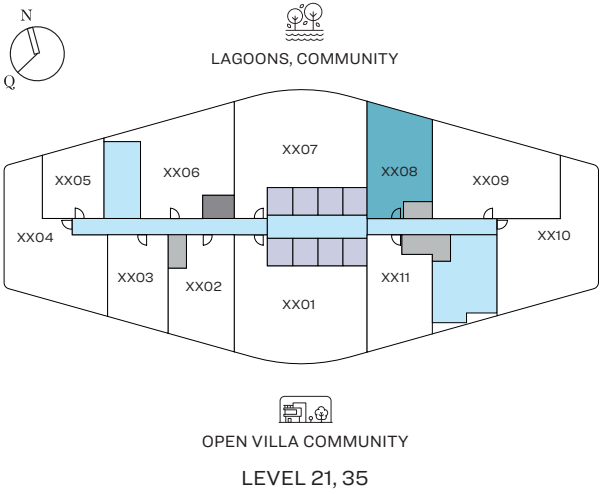 N
Q
LAGOONS, COMMUNITY
XX07
XX06
XX08
XX05
XX09
XX04
XX10
XX03
XX02
XX11
XX01
OPEN VILLA COMMUNITY
LEVEL 21, 35